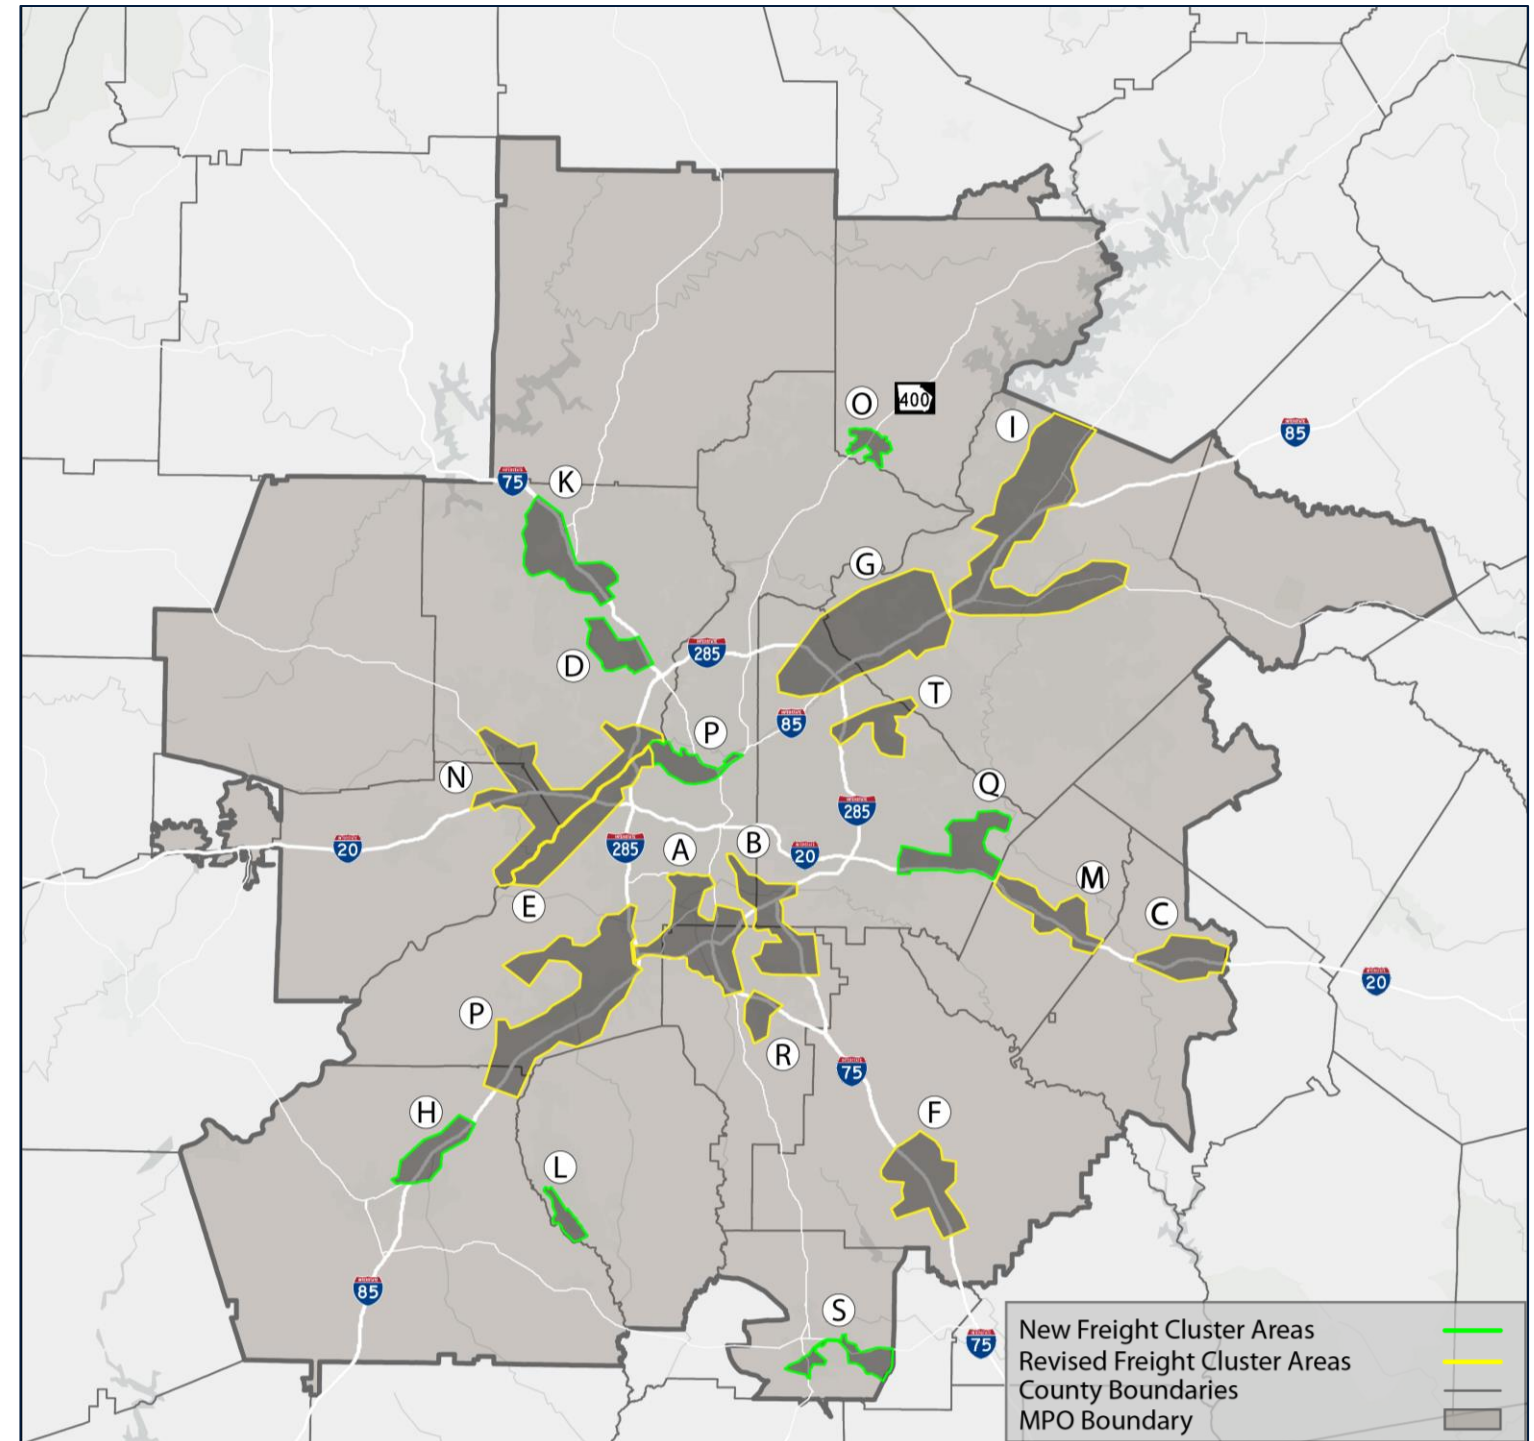 O
400
I
85
75
K
G
285
D
T
P
85
N
Q
285
20
285
A
B
20
M
E
C
20
P
R
75
H
F
L
85
S
75
New Freight Cluster Areas
Revised Freight Cluster Areas
County Boundaries
MPO Boundary